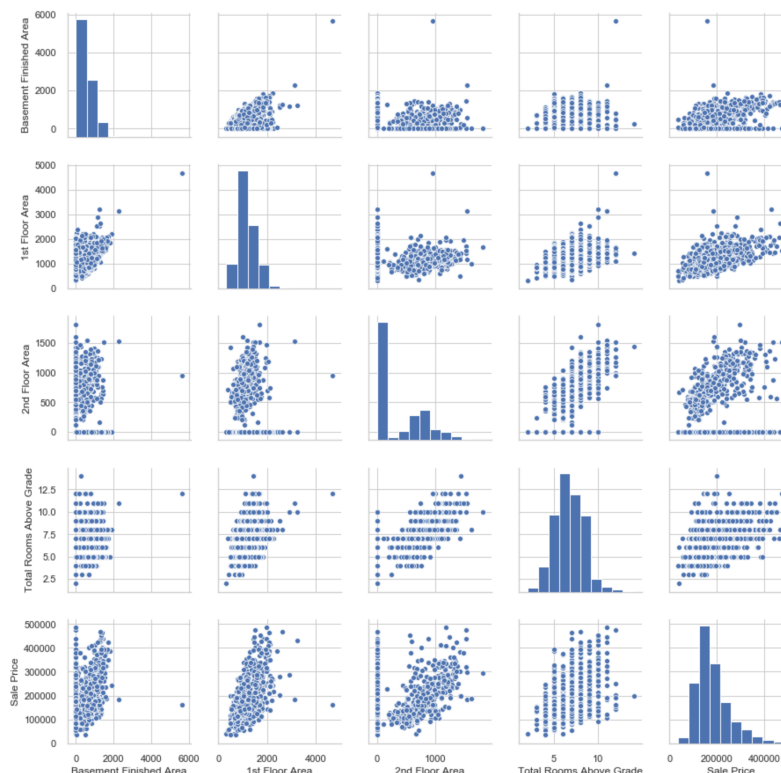 Basement Finished Area
6000
4000
2000
0
1st Floor Area
5000
4000
3000
2000
1000
0
2nd Floor Area
1500
1000
500
0
Total Rooms Above Grade
12.5
10.0
7.5
5.0
2.5
Sale Price
500000
400000
300000
200000
100000
0
0 2000 4000 6000
0 2000 4000
0 1000
5 10
200000 400000
Basement Finished Area
1st Floor Area
2nd Floor Area
Total Rooms Above Grade
Sale Price